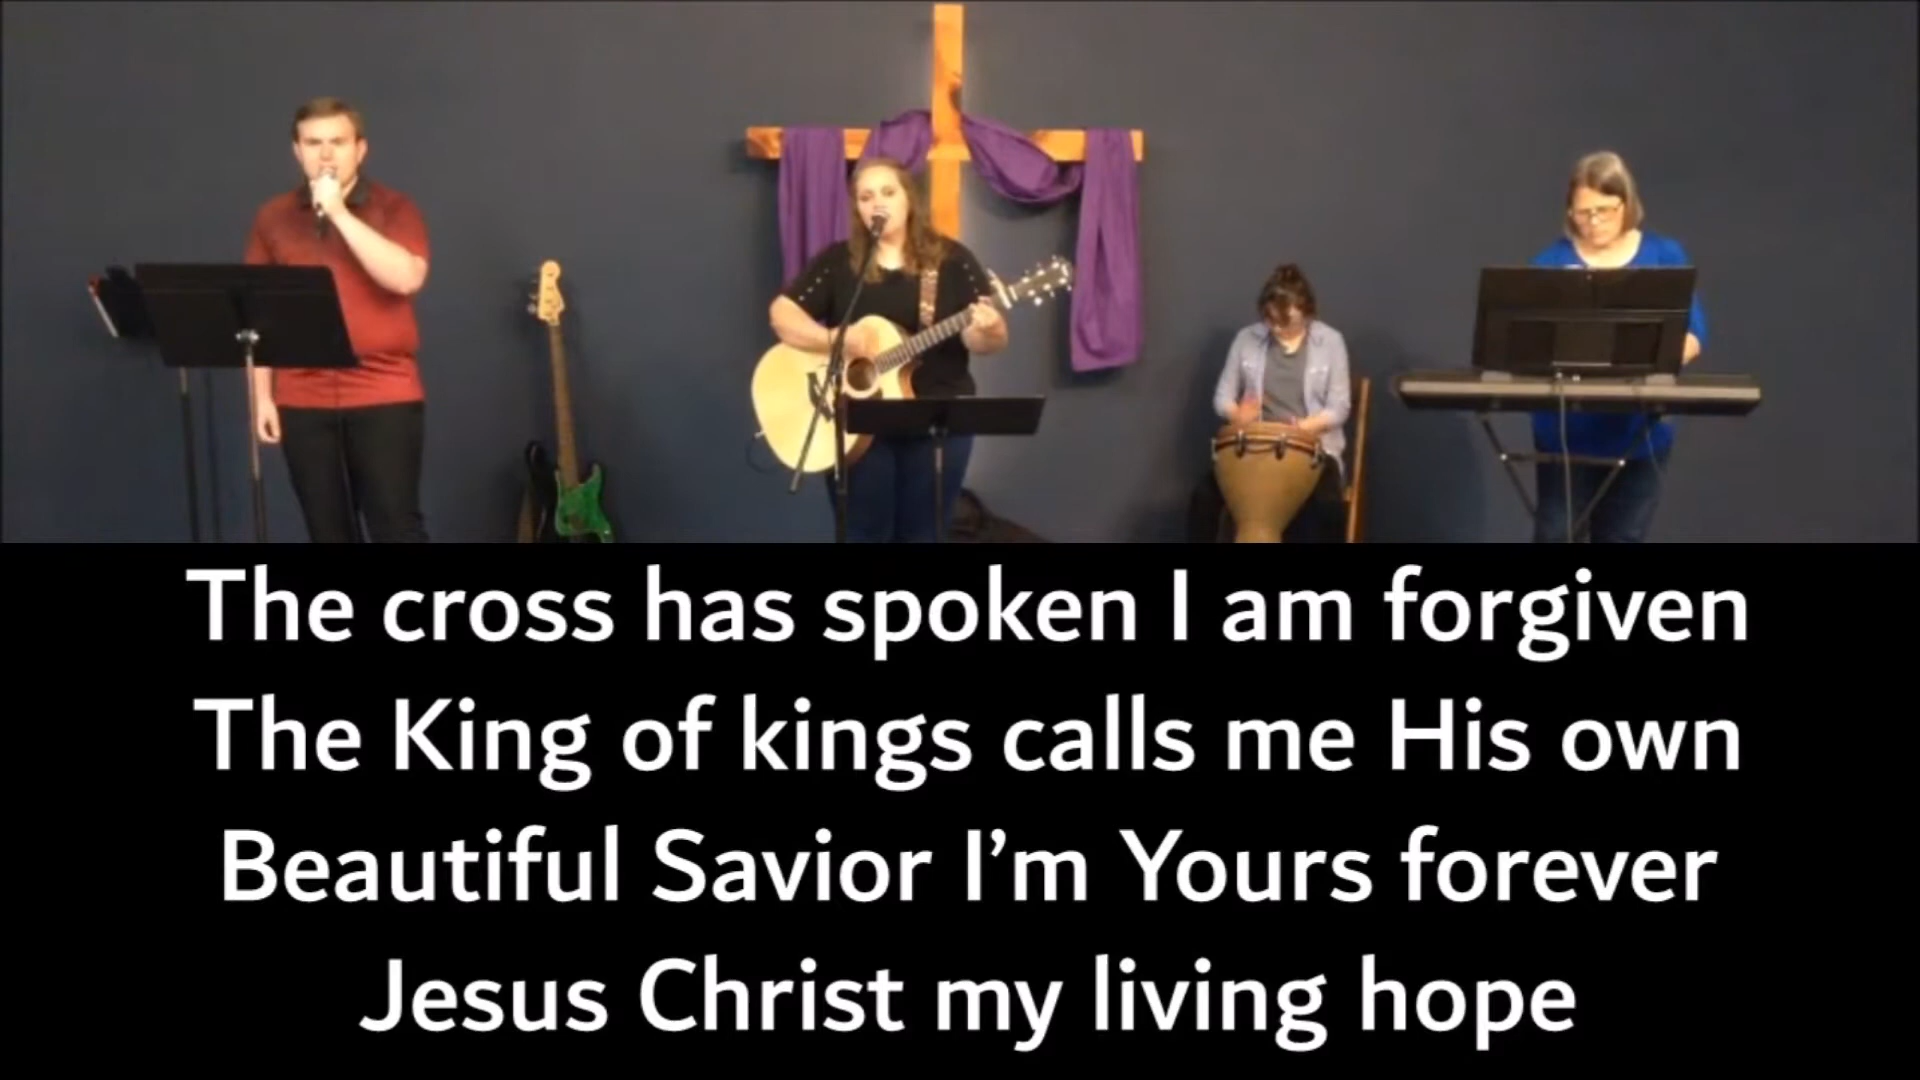 The cross has spoken I am forgiven
The King of kings calls me His own
Beautiful Savior I’m Yours forever
Jesus Christ my living hope